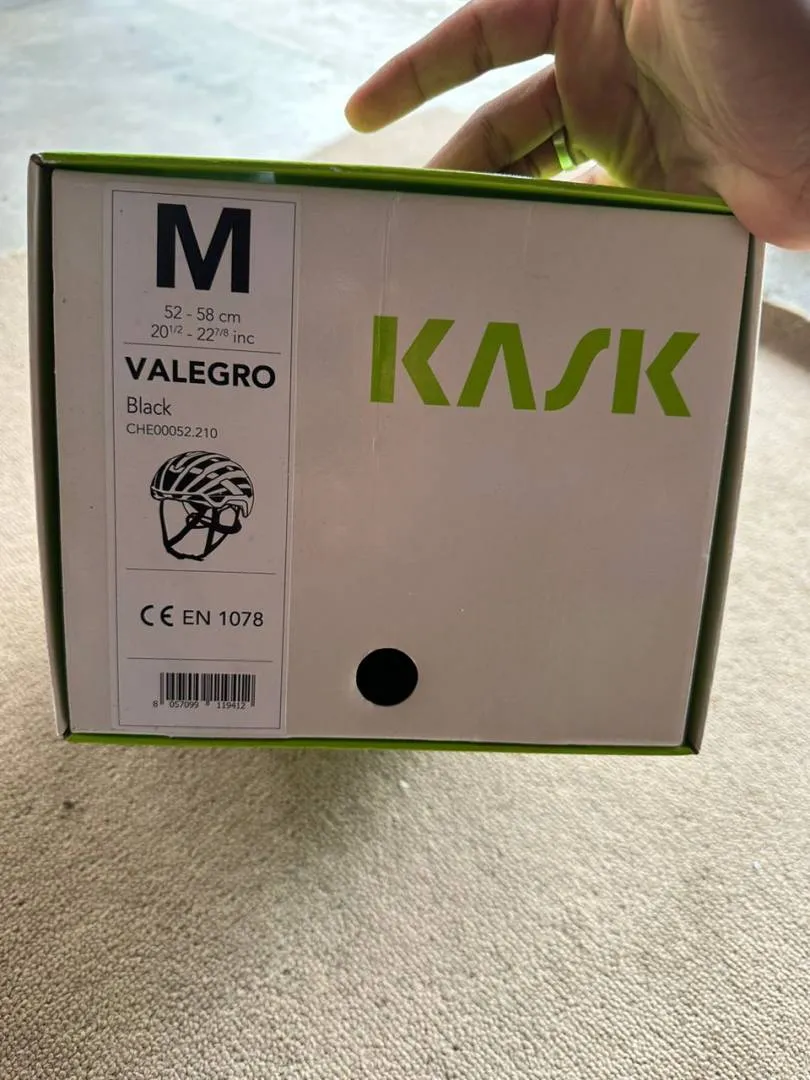 M
52 - 58 cm
20 1/2 - 22 7/8 inc
VALEGRO
Black
CHE00052.210
CE EN 1078
8 057099 119412
KASK